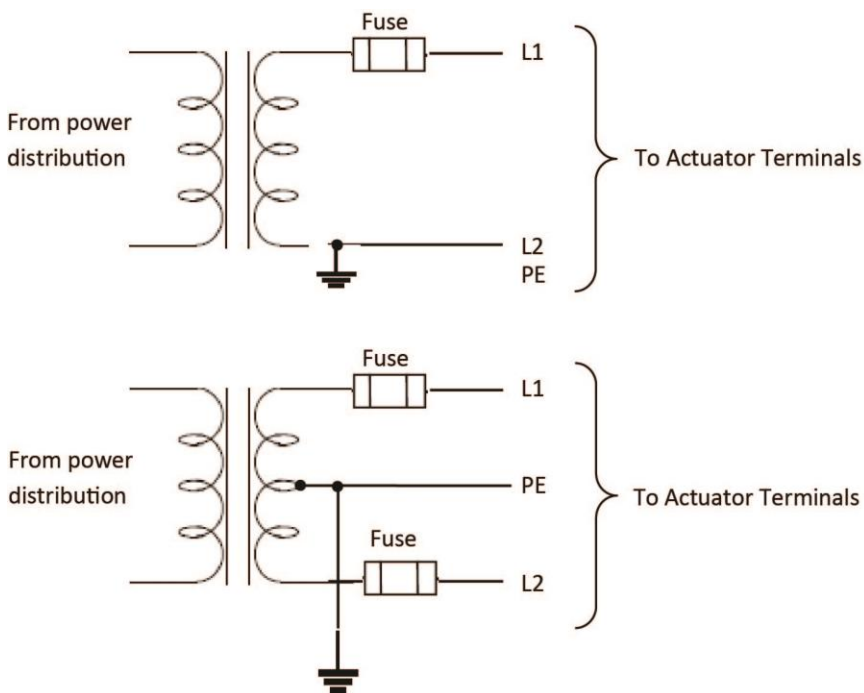 Fuse
L1
From power
distribution
To Actuator Terminals
L2
PE
Fuse
L1
From power
distribution
PE
To Actuator Terminals
Fuse
L2